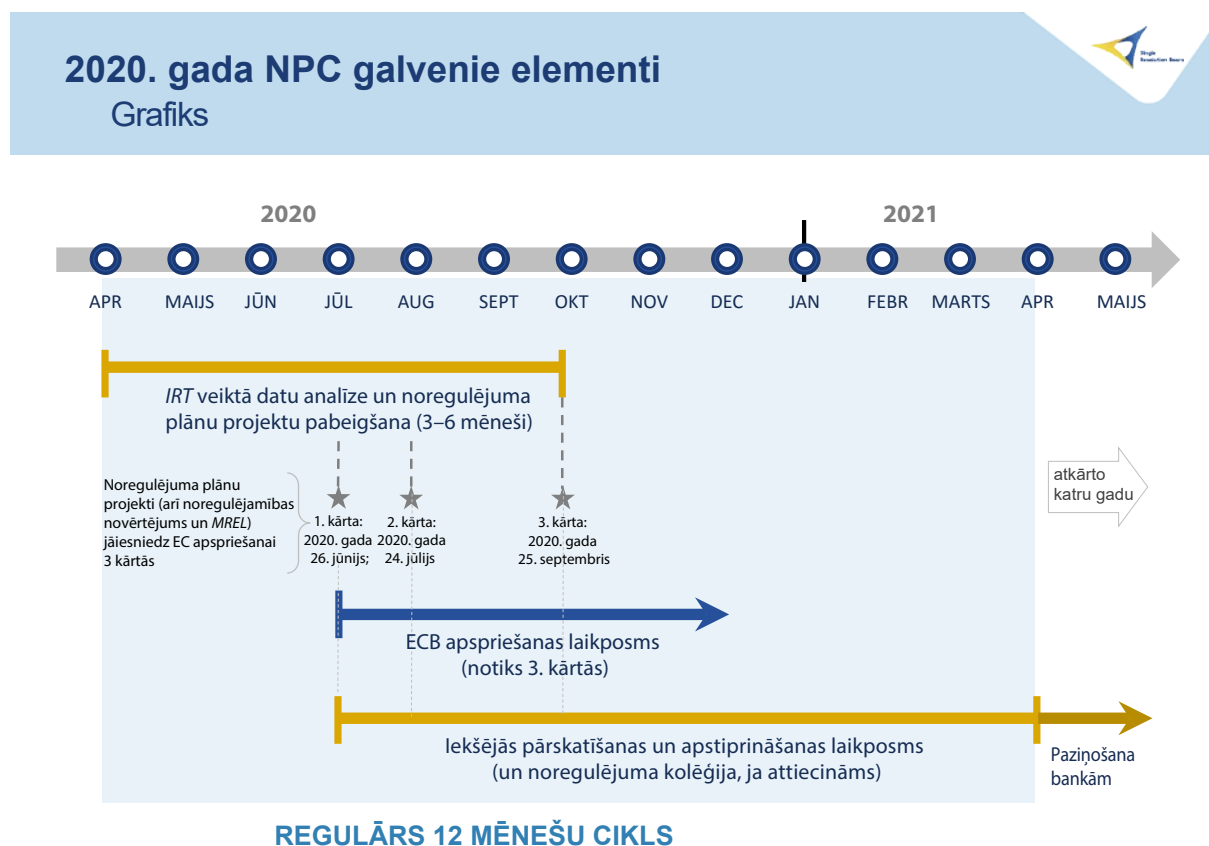 2020. gada NPC galvenie elementi
Grafiks
Single
Resolution Board
2020
2021
APR MAIJS JŪN JŪL AUG SEPT OKT NOV DEC JAN FEBR MARTS APR MAIJS
IRT veiktā datu analīze un noregulējuma
plānu projektu pabeigšana (3–6 mēneši)
Noregulējuma plānu
projekti (arī noregulējamības
novērtējums un MREL)
jāiesniedz EC apspriešanai
3 kārtās
1. kārta:
2020. gada
26. jūnijs;
2. kārta:
2020. gada
24. jūlijs
3. kārta:
2020. gada
25. septembris
atkārto
katru gadu
ECB apspriešanas laikposms
(notiks 3. kārtās)
Iekšējās pārskatīšanas un apstiprināšanas laikposms
(un noregulējuma kolēģija, ja attiecināms)
Paziņošana
bankām
REGULĀRS 12 MĒNEŠU CIKLS